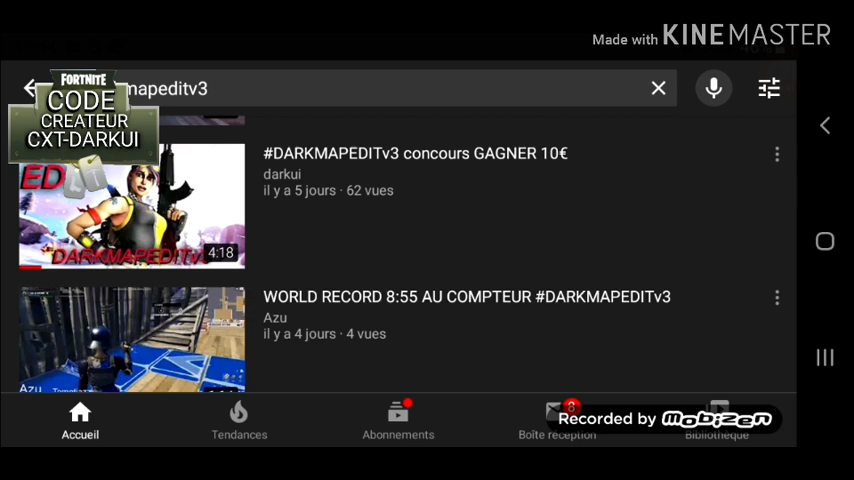 Made with KINEMASTER
FORTNITE
CODE
CREATEUR
CXT-DARKUI
mapeditv3
#DARKMAPEDITv3 concours GAGNER 10€
darkui
il y a 5 jours · 62 vues
ED
DARKMAPEDITv
4:18
WORLD RECORD 8:55 AU COMPTEUR #DARKMAPEDITv3
Azu
il y a 4 jours · 4 vues
Azu
8
Recorded by mobizen
Accueil
Tendances
Abonnements
Boîte réception
Bibliothèque